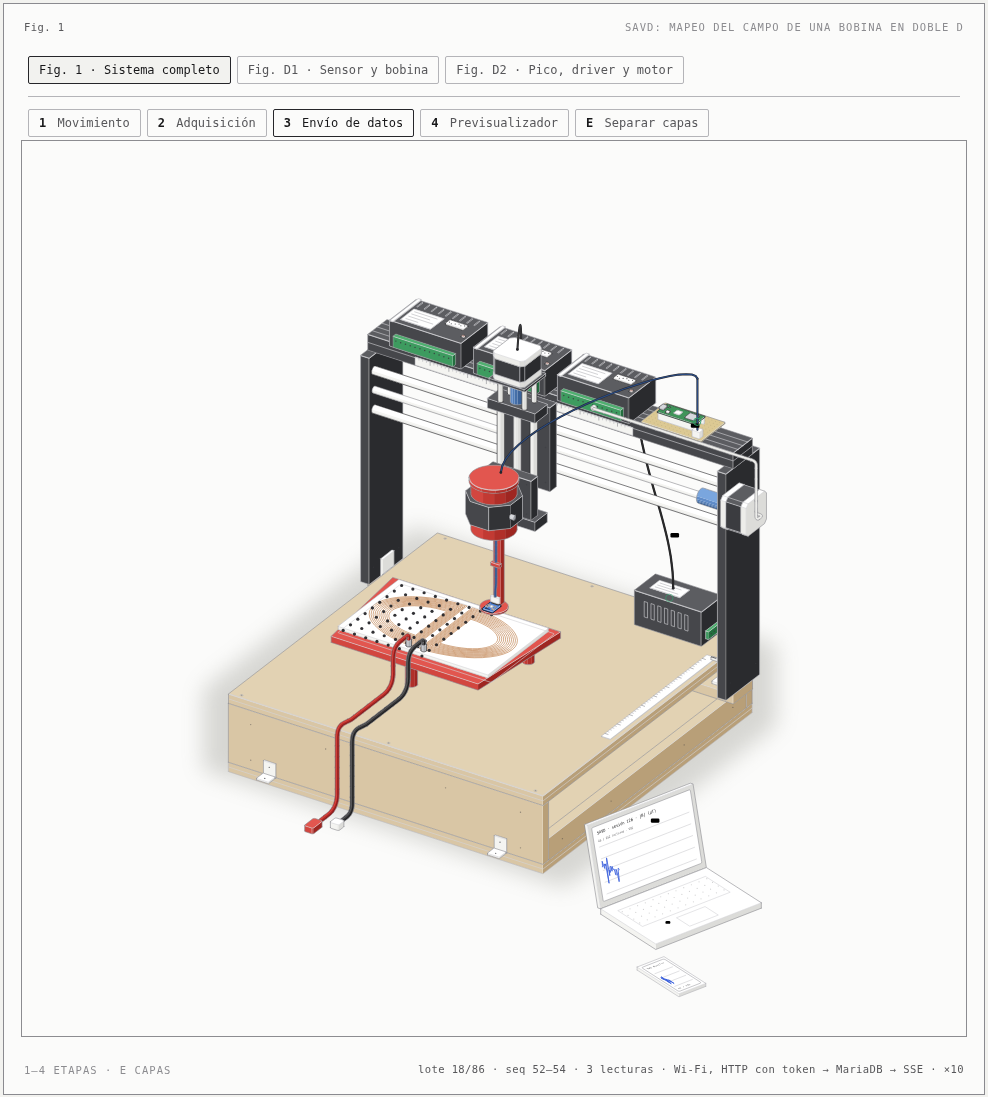 Fig. 1
SAVD: MAPEO DEL CAMPO DE UNA BOBINA EN DOBLE D
Fig. 1 · Sistema completo
Fig. D1 · Sensor y bobina
Fig. D2 · Pico, driver y motor
1 Movimiento
2 Adquisición
3 Envío de datos
4 Previsualizador
E Separar capas
1–4 ETAPAS · E CAPAS
lote 18/86 · seq 52–54 · 3 lecturas · Wi-Fi, HTTP con token → MariaDB → SSE · ×10